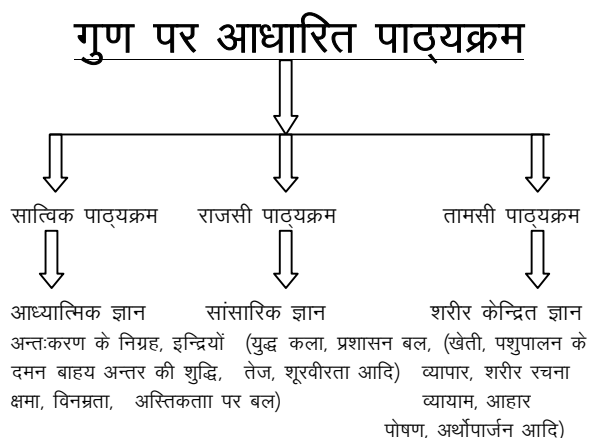 गुण पर आधारित पाठ्यक्रम
सात्विक पाठ्यक्रम
राजसी पाठ्यक्रम
तामसी पाठ्यक्रम
आध्यात्मिक ज्ञान
सांसारिक ज्ञान
शरीर केन्द्रित ज्ञान
अन्तःकरण के निग्रह, इन्द्रियों (युद्ध कला, प्रशासन बल, (खेती, पशुपालन के
दमन बाहय अन्तर की शुद्धि, तेज, शूरवीरता आदि) व्यापार, शरीर रचना
क्षमा, विनम्रता, अस्तिकताा पर बल) व्यायाम, आहार
पोषण, अर्थोपार्जन आदि)